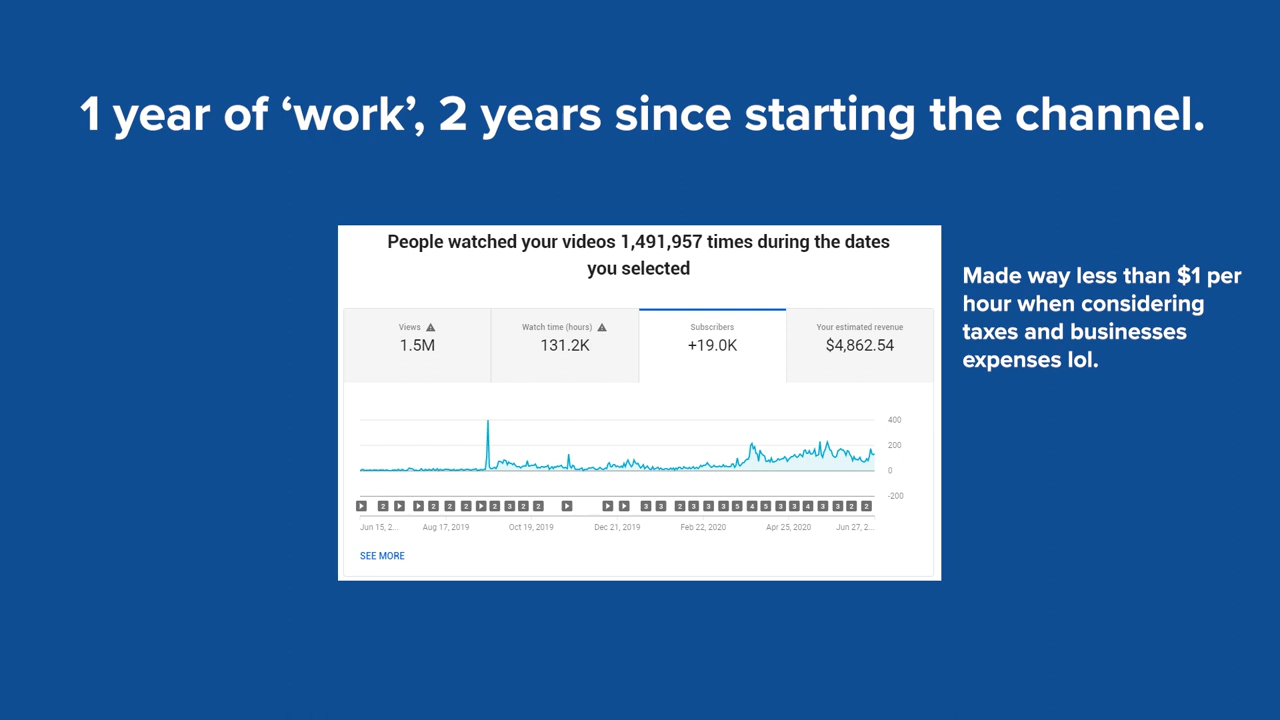 1 year of ‘work’, 2 years since starting the channel.
People watched your videos 1,491,957 times during the dates
you selected
Made way less than $1 per
hour when considering
taxes and businesses
expenses lol.
Views
Watch time (hours)
Subscribers
Your estimated revenue
1.5M
131.2K
+19.0K
$4,862.54
400
200
0
-200
2 2 2 2 2 2 3 2 2 3 3 2 3 3 3 5 4 5 3 3 4 3 3 2 2
Jun 15, 2...
Aug 17, 2019
Oct 19, 2019
Dec 21, 2019
Feb 22, 2020
Apr 25, 2020
Jun 27, 2...
SEE MORE